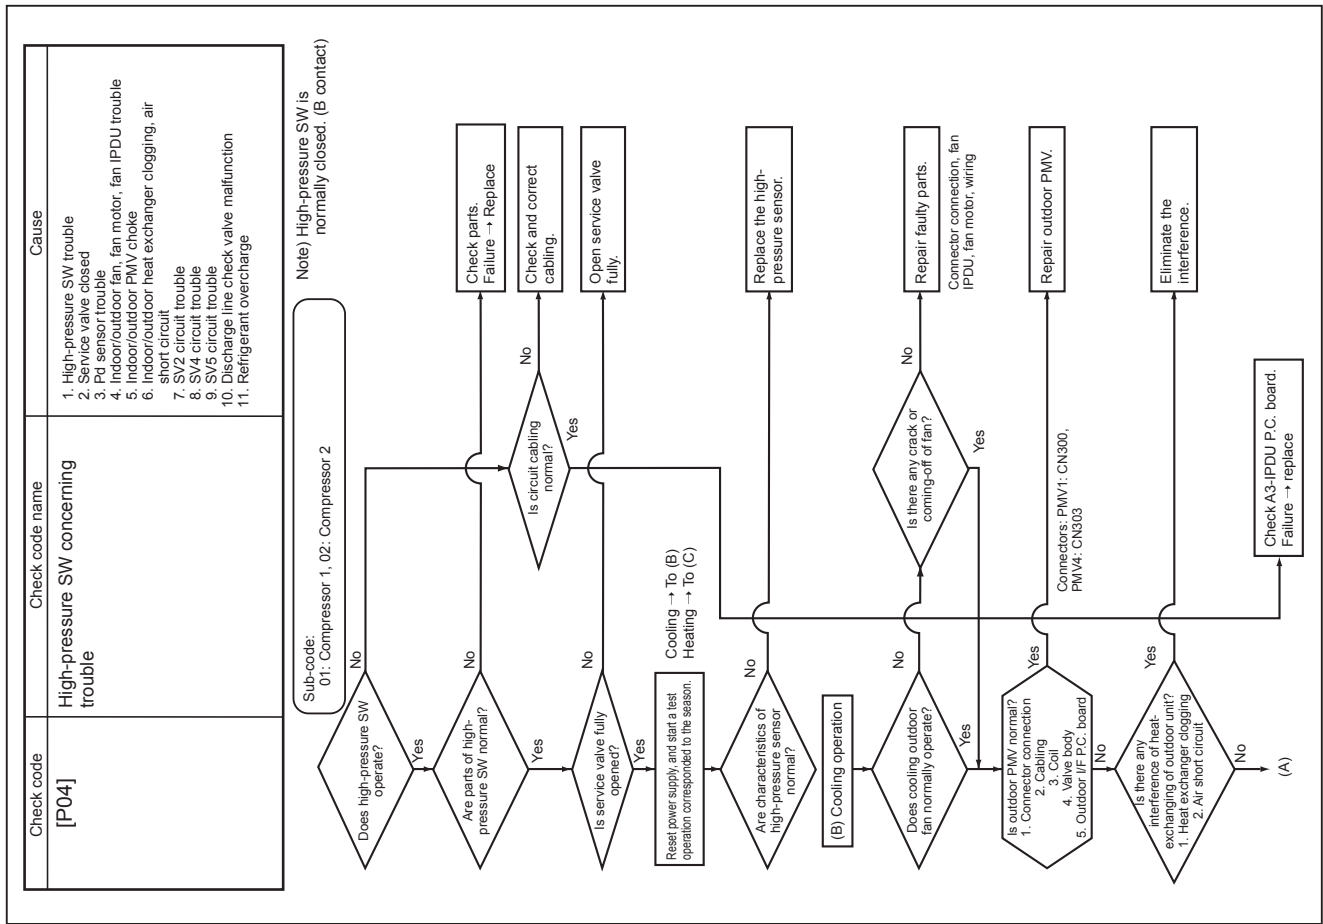 Check code
Check code name
Cause
[P04]
High-pressure SW concerning
trouble
1. High-pressure SW trouble
2. Service valve closed
3. Pd sensor trouble
4. Indoor/outdoor fan, fan motor, fan IPDU trouble
5. Indoor/outdoor PMV choke
6. Indoor/outdoor heat exchanger clogging, air
short circuit
7. SV2 circuit trouble
8. SV4 circuit trouble
9. SV5 circuit trouble
10. Discharge line check valve malfunction
11. Refrigerant overcharge
Sub-code:
01: Compressor 1, 02: Compressor 2
Note) High-pressure SW is
normally closed. (B contact)
Does high-pressure SW
operate?
No
Yes
Are parts of high-
pressure SW normal?
No
Check parts.
Failure → Replace
Yes
Is circuit cabling
normal?
No
Check and correct
cabling.
Yes
Is service valve fully
opened?
No
Open service valve
fully.
Yes
Reset power supply, and start a test
operation corresponded to the season.
Cooling → To (B)
Heating → To (C)
Are characteristics of
high-pressure sensor
normal?
No
Replace the high-
pressure sensor.
(B) Cooling operation
Does cooling outdoor
fan normally operate?
No
Yes
Is there any crack or
coming-off of fan?
No
Repair faulty parts.
Connector connection, fan
IPDU, fan motor, wiring
Yes
Is outdoor PMV normal?
1. Connector connection
2. Cabling
3. Coil
4. Valve body
5. Outdoor I/F P.C. board
Yes
Connectors: PMV1: CN300,
PMV4: CN303
Repair outdoor PMV.
No
Is there any
interference of heat-
exchanging of outdoor unit?
1. Heat exchanger clogging
2. Air short circuit
Yes
Eliminate the
interference.
No
(A)
Check A3-IPDU P.C. board.
Failure → replace